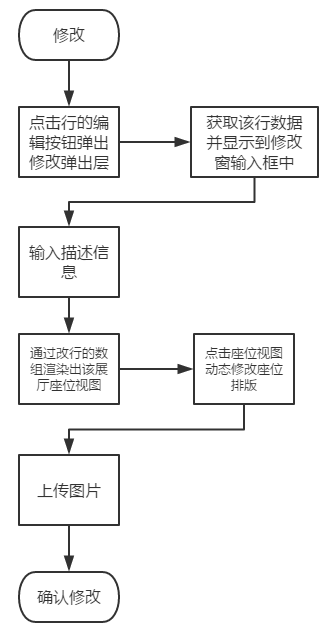 修改
点击行的编
辑按钮弹出
修改弹出层
获取该行数据
并显示到修改
窗输入框中
输入描述信
息
通过改行的数
组渲染出该展
厅座位视图
点击座位视图
动态修改座位
排版
上传图片
确认修改